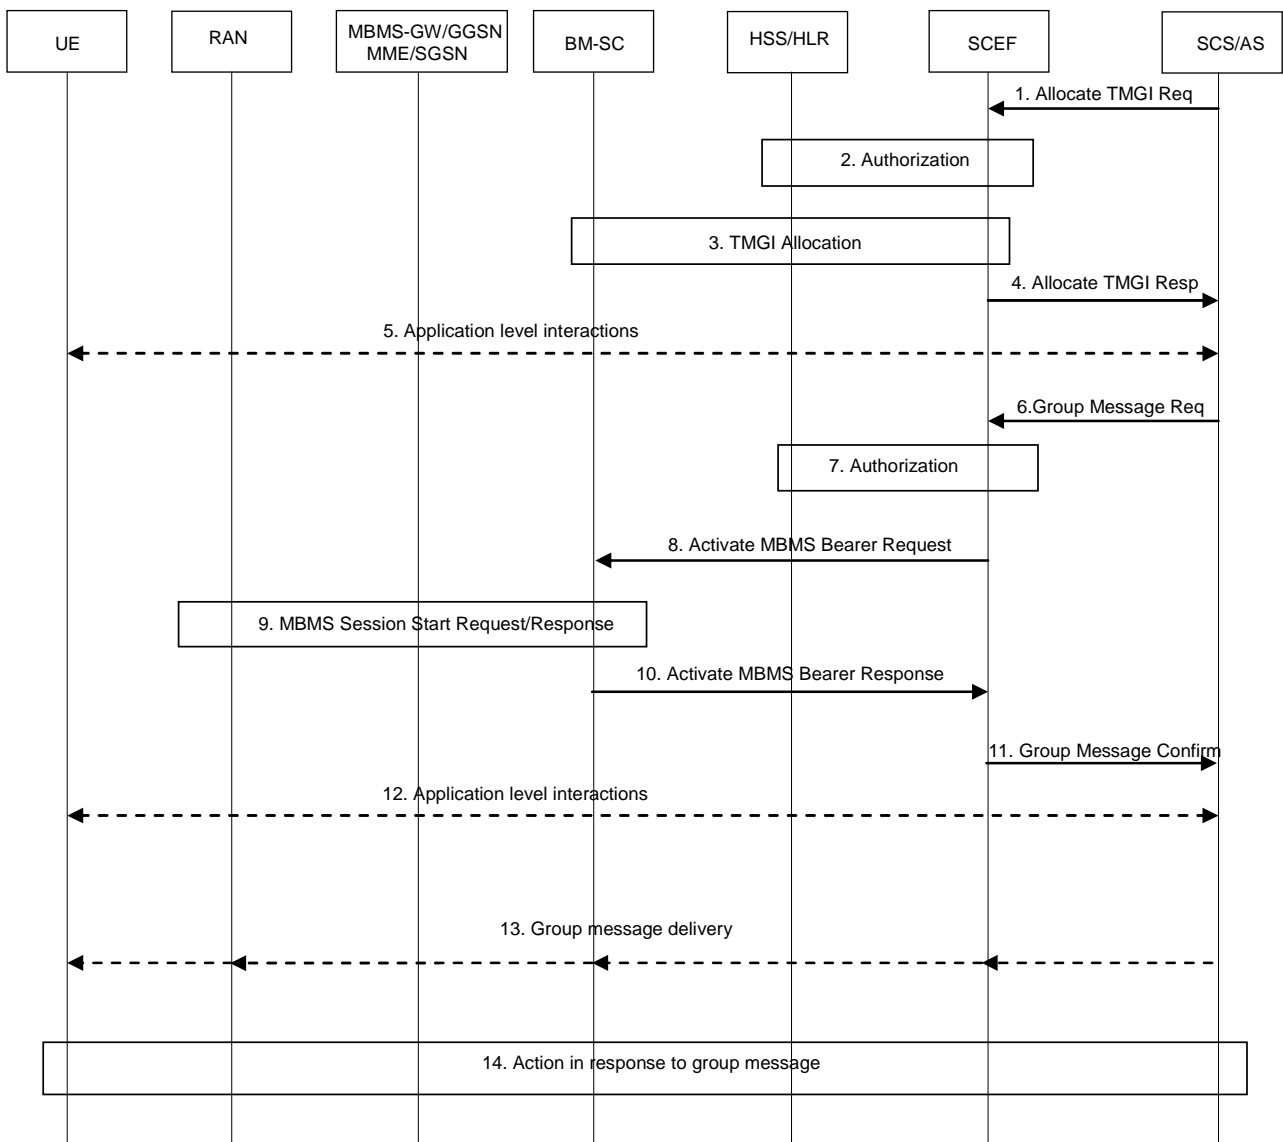 UE
RAN
MBMS-GW/GGSN
MME/SGSN
BM-SC
HSS/HLR
SCEF
SCS/AS
1. Allocate TMGI Req
2. Authorization
3. TMGI Allocation
4. Allocate TMGI Resp
5. Application level interactions
6.Group Message Req
7. Authorization
8. Activate MBMS Bearer Request
9. MBMS Session Start Request/Response
10. Activate MBMS Bearer Response
11. Group Message Confirm
12. Application level interactions
13. Group message delivery
14. Action in response to group message